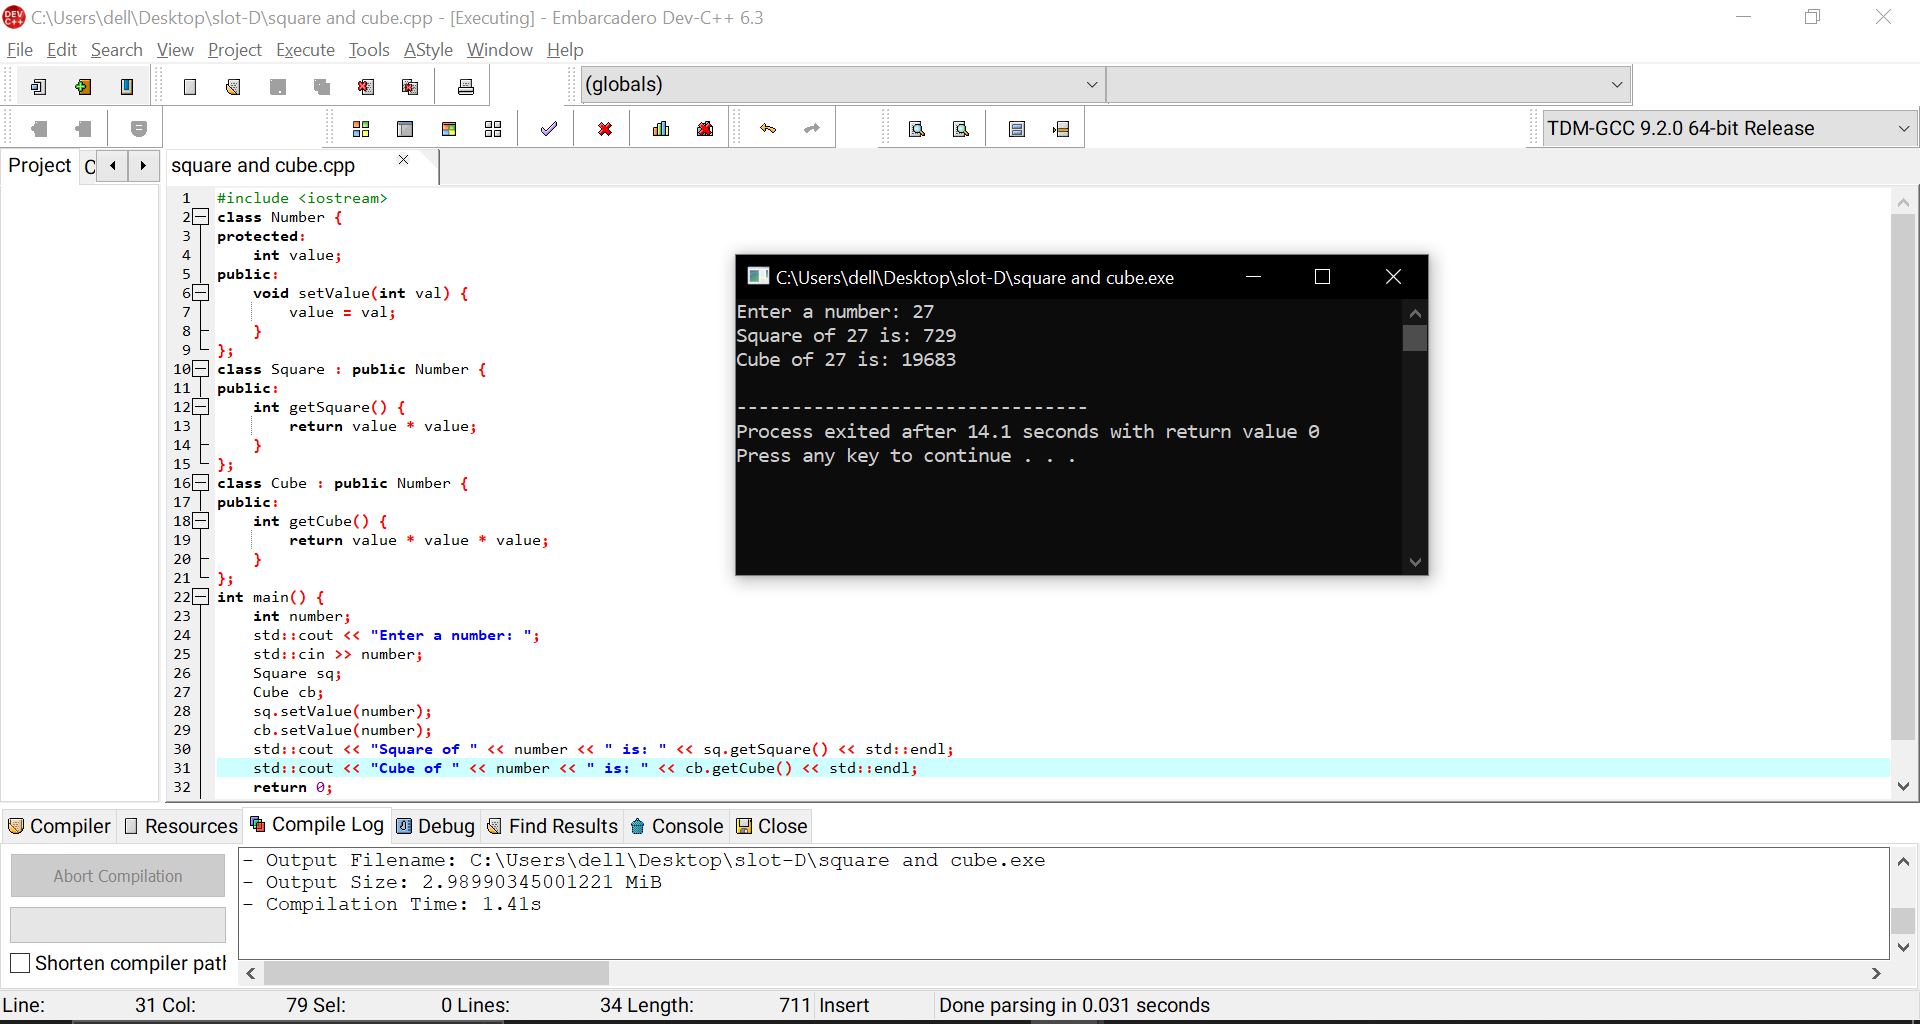 C:\Users\dell\Desktop\slot-D\square and cube.cpp - [Executing] - Embarcadero Dev-C++ 6.3
File Edit Search View Project Execute Tools AStyle Window Help
(globals)
TDM-GCC 9.2.0 64-bit Release
Project C square and cube.cpp
1 #include <iostream>
2 class Number {
3 protected:
4 int value;
5 public:
6 void setValue(int val) {
7 value = val;
8 }
9 };
10 class Square : public Number {
11 public:
12 int getSquare() {
13 return value * value;
14 }
15 };
16 class Cube : public Number {
17 public:
18 int getCube() {
19 return value * value * value;
20 }
21 };
22 int main() {
23 int number;
24 std::cout << "Enter a number: ";
25 std::cin >> number;
26 Square sq;
27 Cube cb;
28 sq.setValue(number);
29 cb.setValue(number);
30 std::cout << "Square of " << number << " is: " << sq.getSquare() << std::endl;
31 std::cout << "Cube of " << number << " is: " << cb.getCube() << std::endl;
32 return 0;
C:\Users\dell\Desktop\slot-D\square and cube.exe
Enter a number: 27
Square of 27 is: 729
Cube of 27 is: 19683
--------------------------------
Process exited after 14.1 seconds with return value 0
Press any key to continue . . .
Compiler Resources Compile Log Debug Find Results Console Close
Abort Compilation
Shorten compiler path
- Output Filename: C:\Users\dell\Desktop\slot-D\square and cube.exe
- Output Size: 2.98990345001221 MiB
- Compilation Time: 1.41s
Line: 31 Col: 79 Sel: 0 Lines: 34 Length: 711 Insert Done parsing in 0.031 seconds